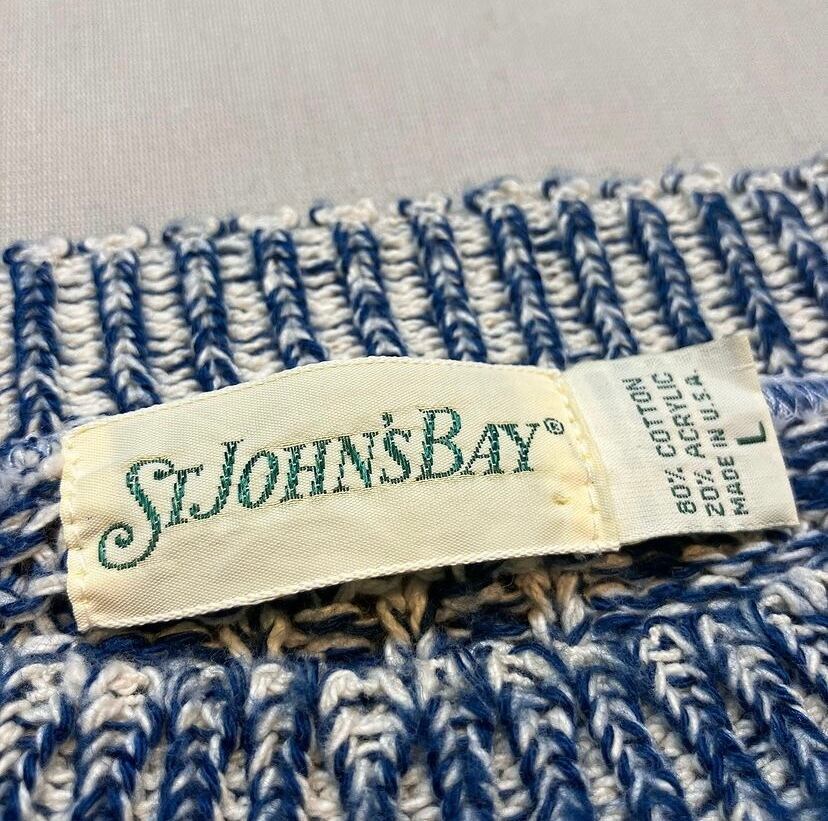 ST JOHN'S BAY®
80% COTTON
20% ACRYLIC
MADE IN U.S.A.
L